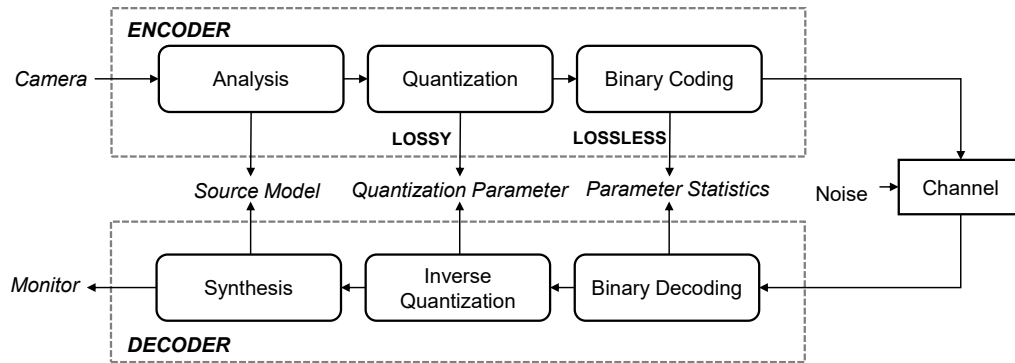 ENCODER
Camera
Analysis
Quantization
Binary Coding
LOSSY
LOSSLESS
Source Model
Quantization Parameter
Parameter Statistics
Noise
Channel
Monitor
Synthesis
Inverse
Quantization
Binary Decoding
DECODER